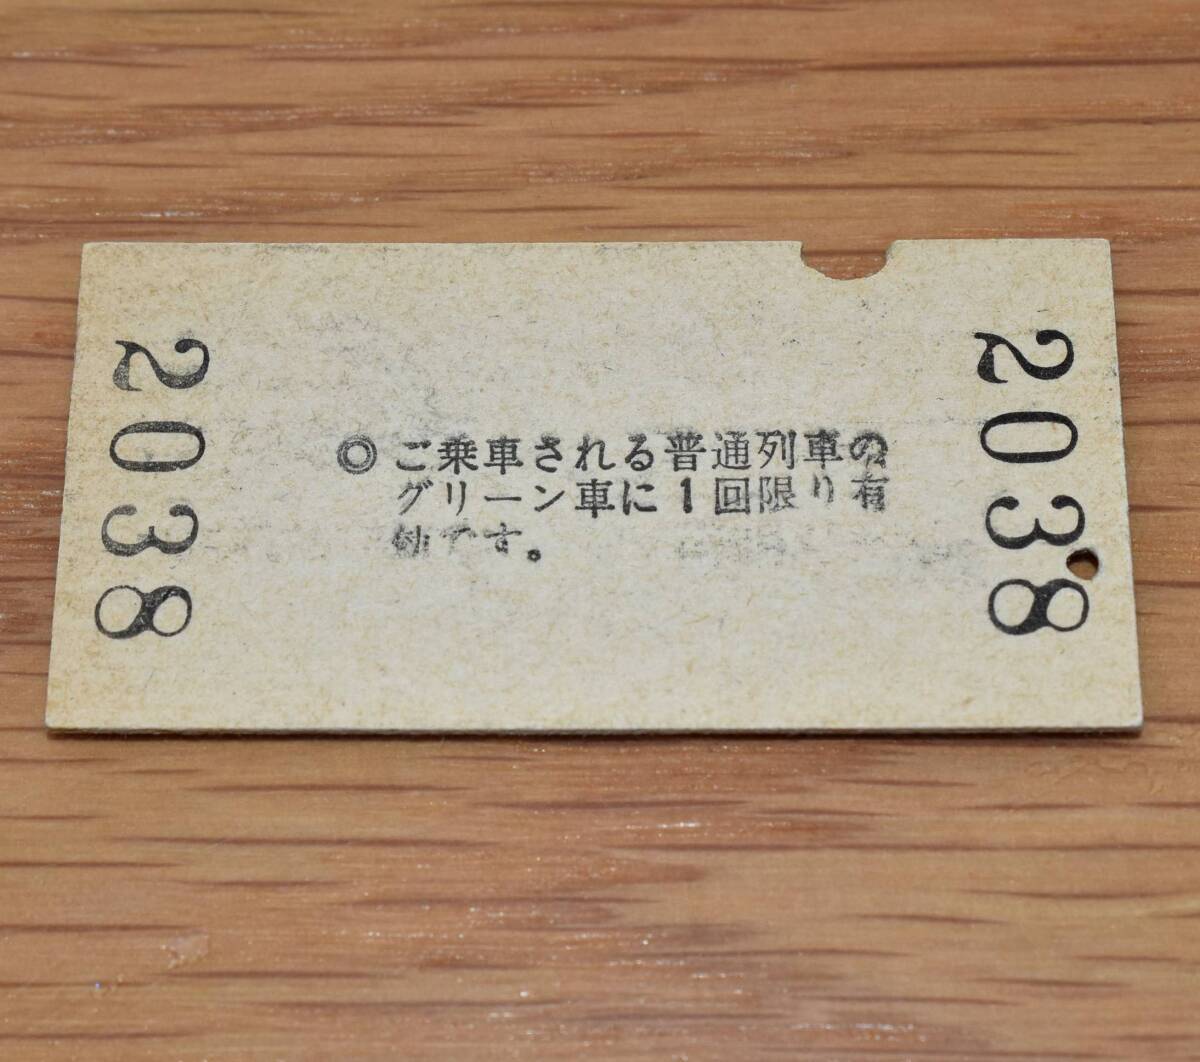 2038
◎ ご乗車される普通列車の
グリーン車に1回限り有
効です。
2038